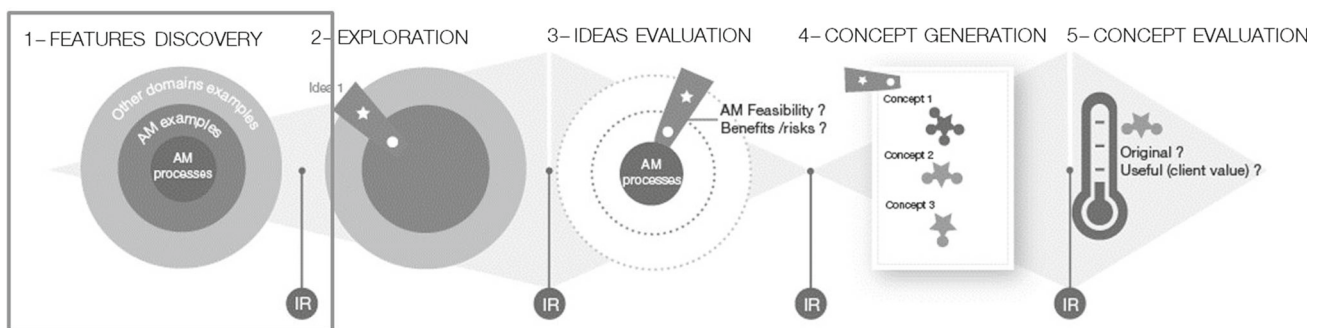 1– FEATURES DISCOVERY
Other domains examples
AM examples
AM
processes
IR
2– EXPLORATION
Idea 1
IR
3– IDEAS EVALUATION
AM Feasibility ?
Benefits /risks ?
AM
processes
IR
4– CONCEPT GENERATION
Concept 1
Concept 2
Concept 3
IR
5– CONCEPT EVALUATION
Original ?
Useful (client value) ?